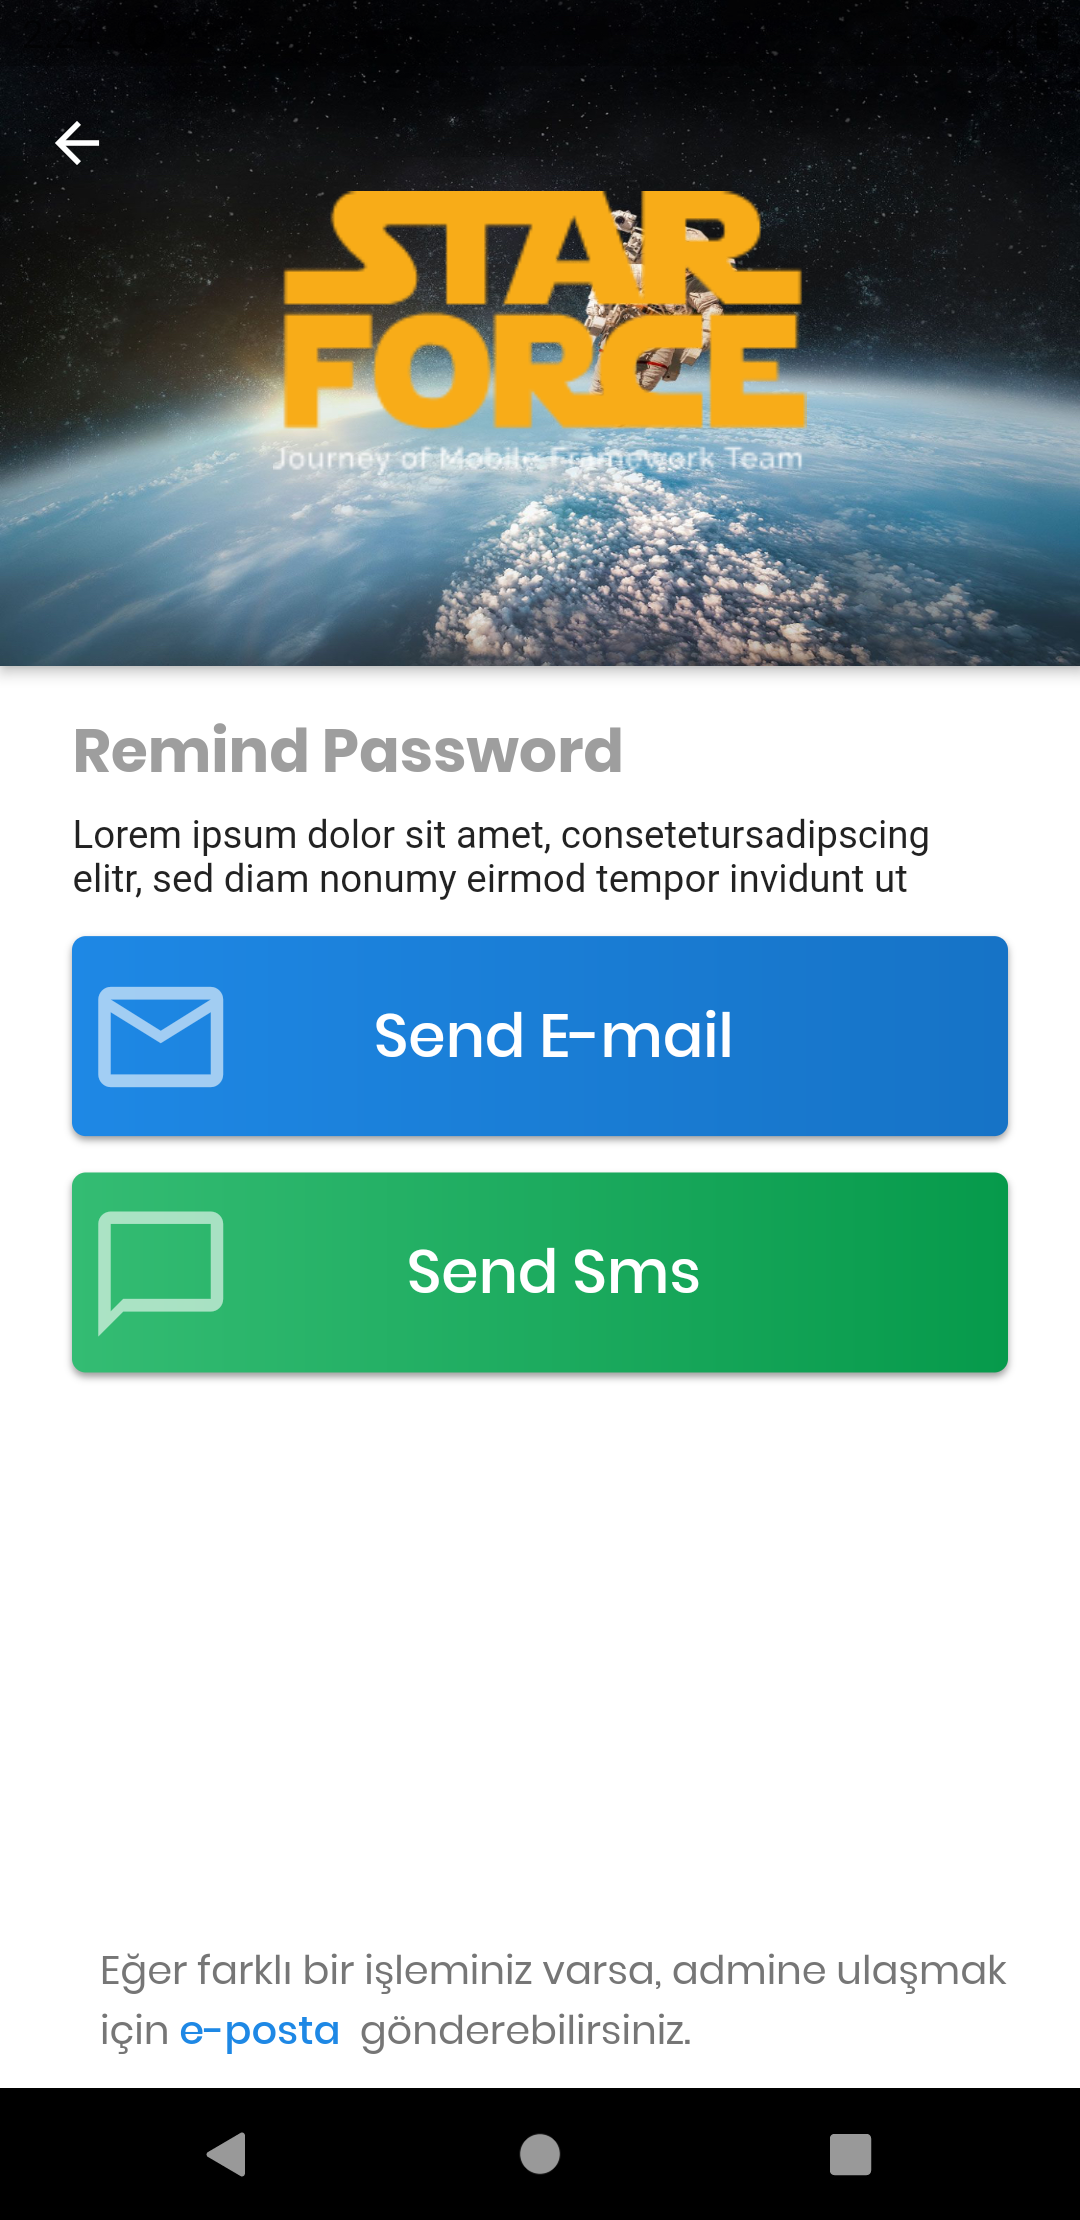 STAR
FORCE
Journey of Mobile Framework Team
Remind Password
Lorem ipsum dolor sit amet, consetetursadipscing
elitr, sed diam nonumy eirmod tempor invidunt ut
Send E-mail
Send Sms
Eğer farklı bir işleminiz varsa, admine ulaşmak
için e-posta gönderebilirsiniz.